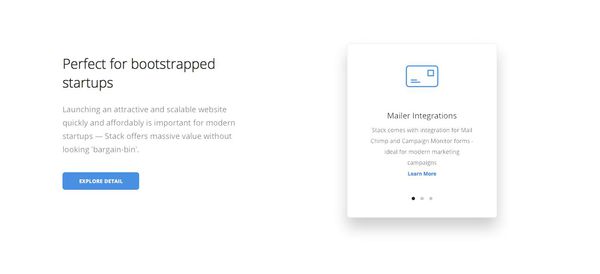 Perfect for bootstrapped
startups
Launching an attractive and scalable website
quickly and affordably is important for modern
startups — Stack offers massive value without
looking 'bargain-bin'.
EXPLORE DETAIL
Mailer Integrations
Stack comes with integration for Mail
Chimp and Campaign Monitor forms -
ideal for modern marketing
campaigns
Learn More